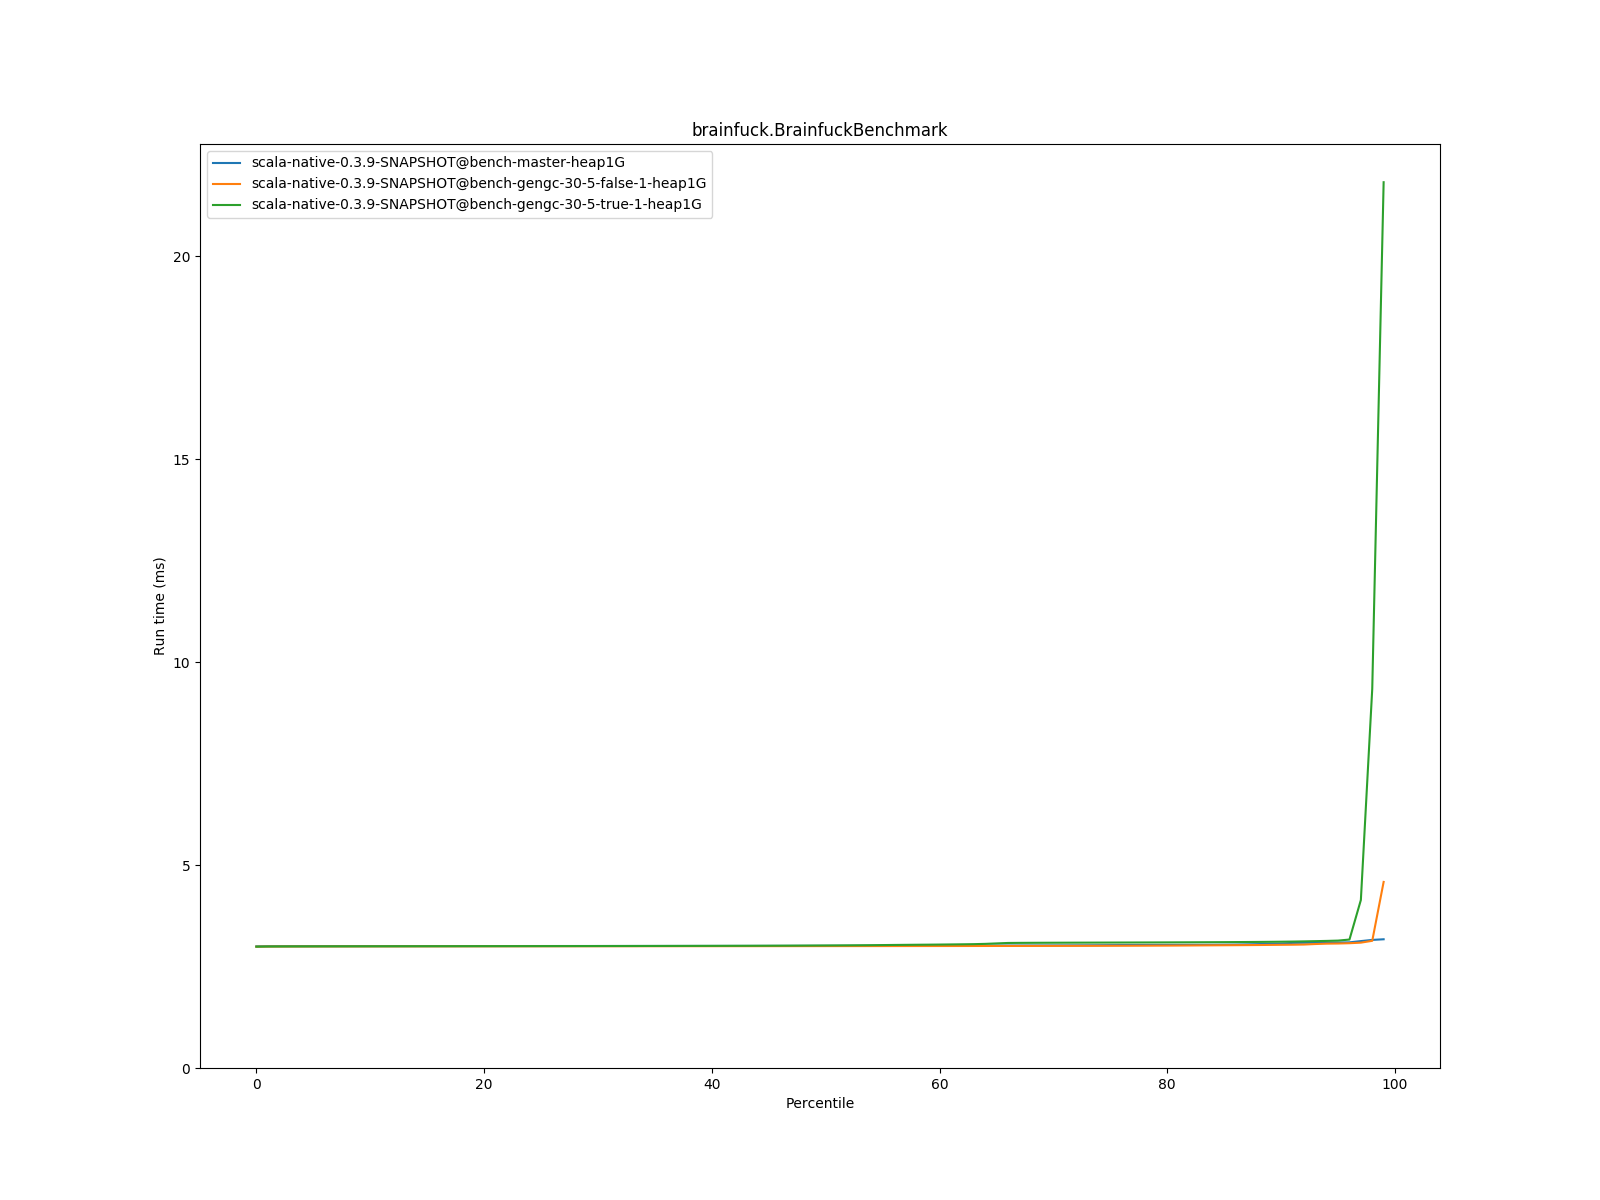 brainfuck.BrainfuckBenchmark
scala-native-0.3.9-SNAPSHOT@bench-master-heap1G
scala-native-0.3.9-SNAPSHOT@bench-gengc-30-5-false-1-heap1G
scala-native-0.3.9-SNAPSHOT@bench-gengc-30-5-true-1-heap1G
20
15
10
5
0
Run time (ms)
0 20 40 60 80 100
Percentile